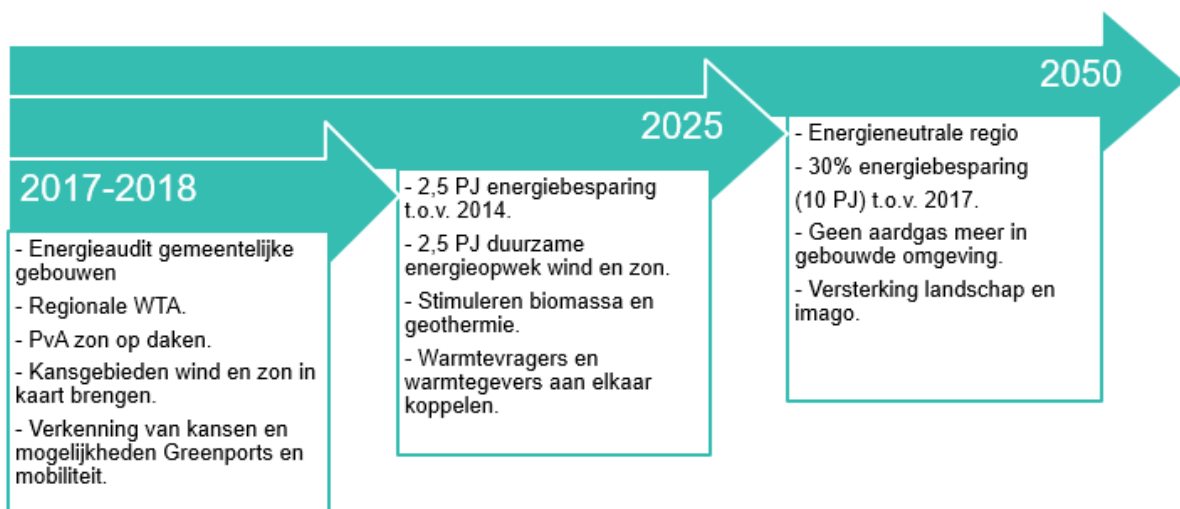 2017-2018
- Energieaudit gemeentelijke
gebouwen
- Regionale WTA.
- PvA zon op daken.
- Kansgebieden wind en zon in
kaart brengen.
- Verkenning van kansen en
mogelijkheden Greenports en
mobiliteit.
2025
- 2,5 PJ energiebesparing
t.o.v. 2014.
- 2,5 PJ duurzame
energieopwek wind en zon.
- Stimuleren biomassa en
geothermie.
- Warmtevragers en
warmtegevers aan elkaar
koppelen.
2050
- Energieneutrale regio
- 30% energiebesparing
(10 PJ) t.o.v. 2017.
- Geen aardgas meer in
gebouwde omgeving.
- Versterking landschap en
imago.